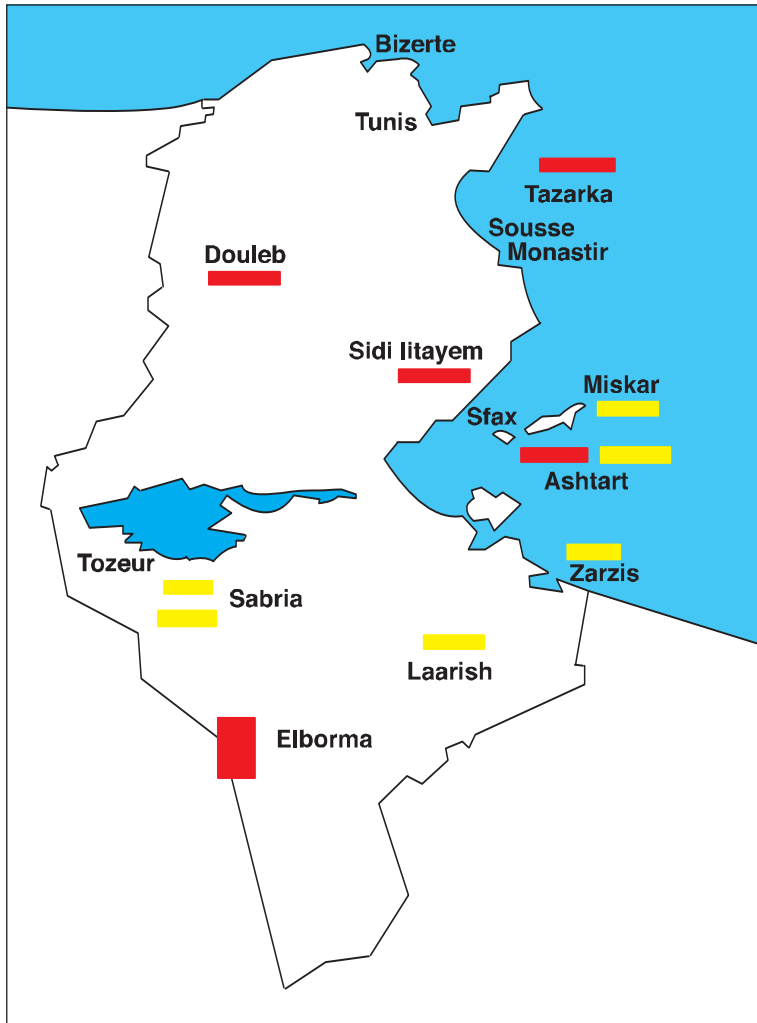 Bizerte
Tunis
Tazarka
Sousse
Monastir
Douleb
Sidi Iitayem
Miskar
Sfax
Ashtart
Tozeur
Zarzis
Sabria
Laarish
Elborma